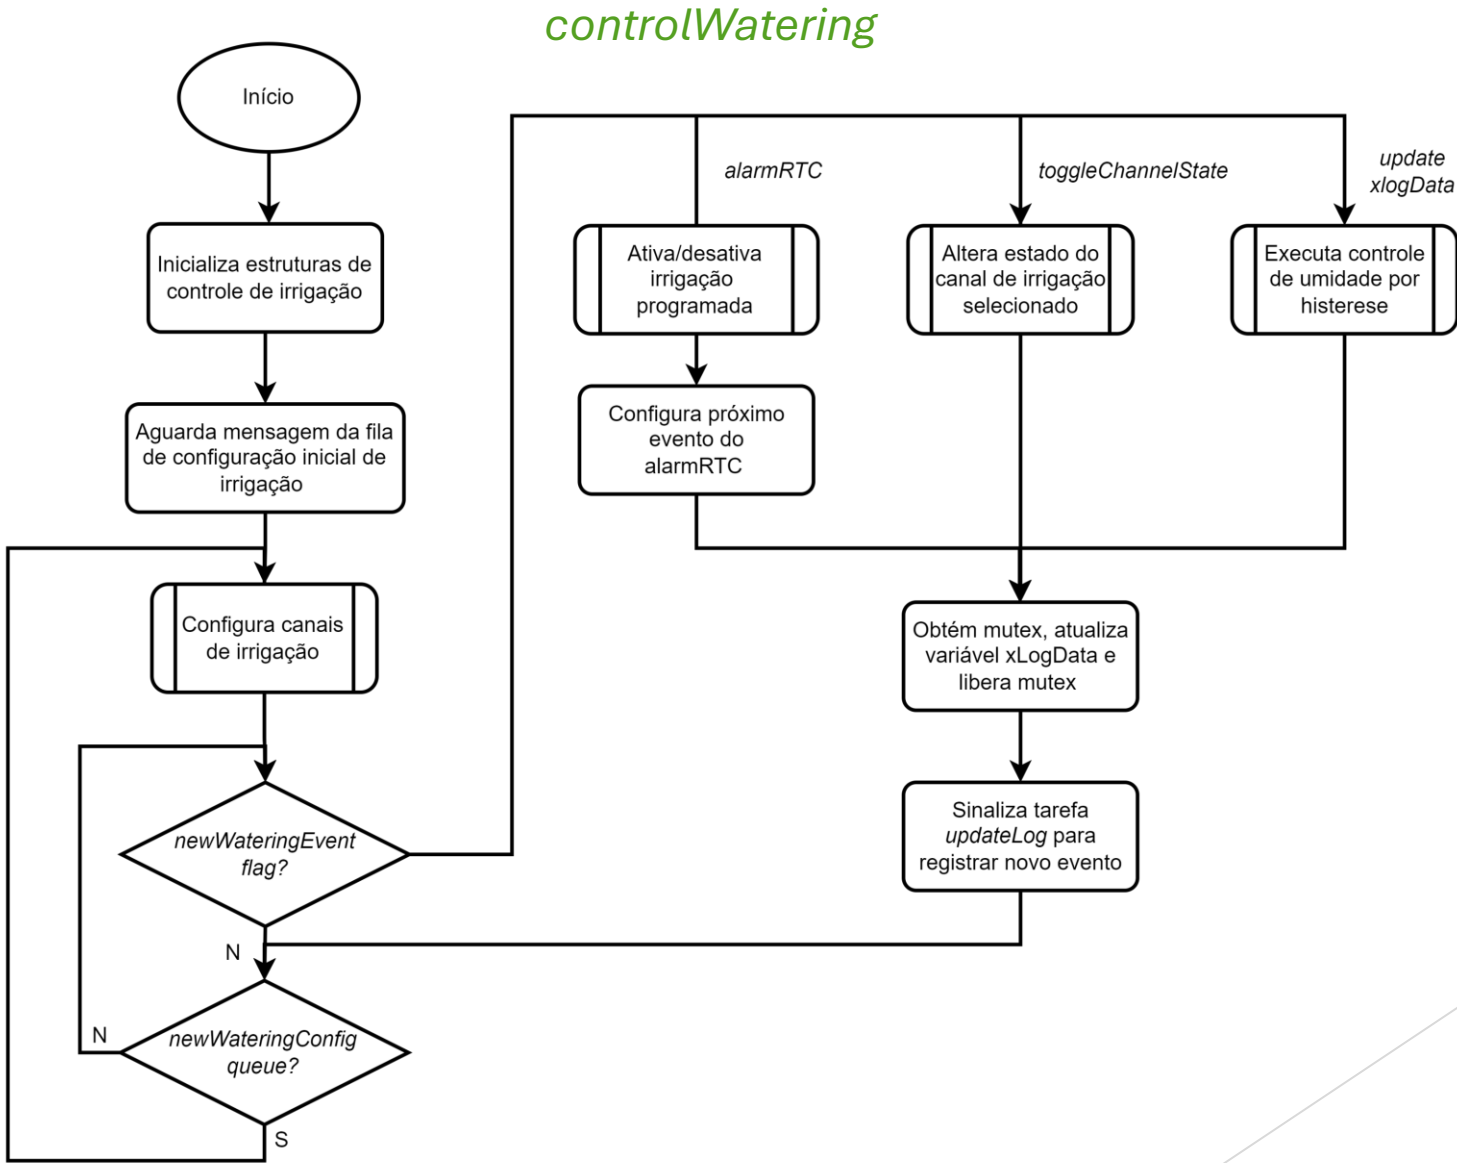 controlWatering
Início
Inicializa estruturas de
controle de irrigação
Aguarda mensagem da fila
de configuração inicial de
irrigação
Configura canais
de irrigação
newWateringEvent
flag?
N
newWateringConfig
queue?
N
S
alarmRTC
Ativa/desativa
irrigação
programada
Configura próximo
evento do
alarmRTC
toggleChannelState
Altera estado do
canal de irrigação
selecionado
update
xlogData
Executa controle
de umidade por
histerese
Obtém mutex, atualiza
variável xLogData e
libera mutex
Sinaliza tarefa
updateLog para
registrar novo evento